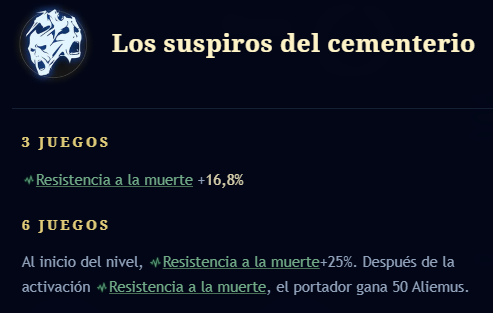 Los suspiros del cementerio
3 JUEGOS
Resistencia a la muerte +16,8%
6 JUEGOS
Al inicio del nivel, Resistencia a la muerte+25%. Después de la
activación Resistencia a la muerte, el portador gana 50 Aliemus.